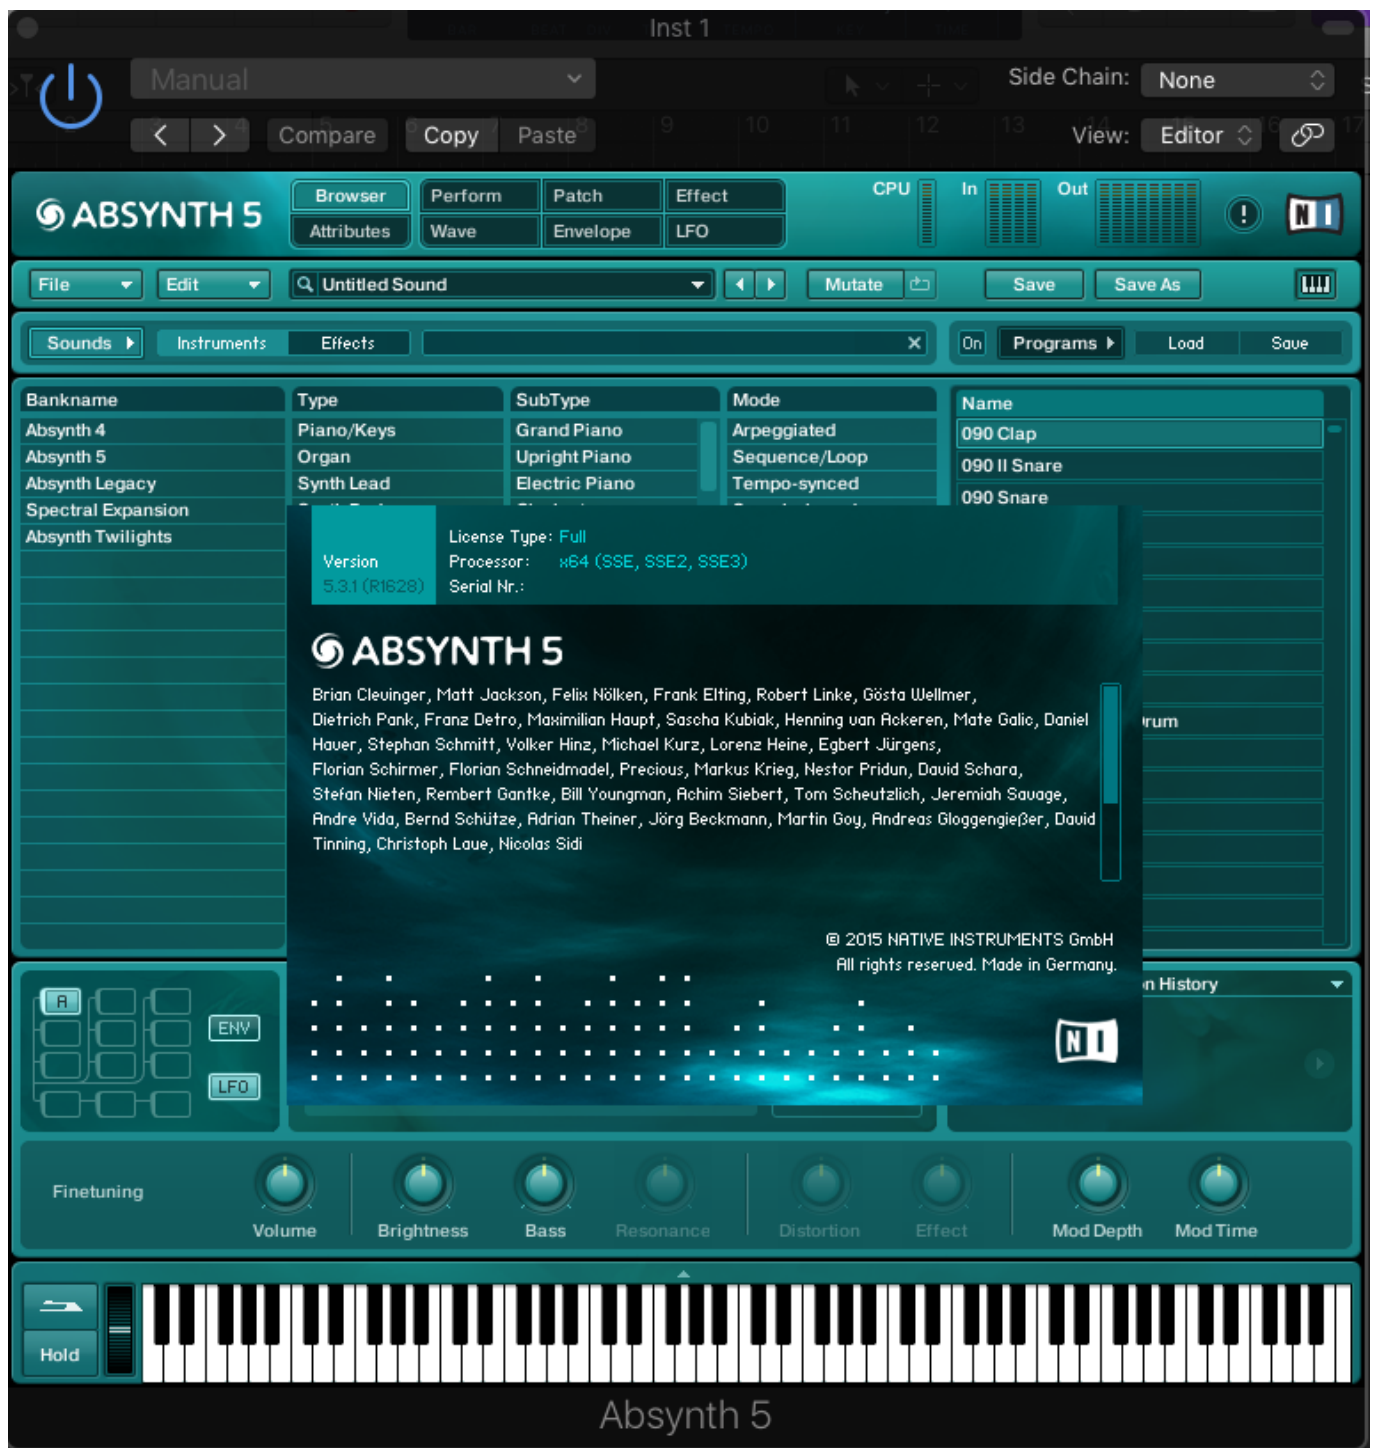 Inst 1
Manual
Side Chain: None
Compare Copy Paste
View: Editor
9 10 11 12 13
ABSYNTH 5
Browser Perform Patch Effect
Attributes Wave Envelope LFO
CPU In Out
NI
File Edit Untitled Sound Mutate Save Save As
Sounds Instruments Effects On Programs Load Save
Bankname Type SubType Mode Name
Absynth 4 Piano/Keys Grand Piano Arpeggiated 090 Clap
Absynth 5 Organ Upright Piano Sequence/Loop 090 II Snare
Absynth Legacy Synth Lead Electric Piano Tempo-synced 090 Snare
Spectral Expansion
Absynth Twilights
License Type: Full
Version Processor: x64 (SSE, SSE2, SSE3)
5.3.1 (R1628) Serial Nr.:
ABSYNTH 5
Brian Clevinger, Matt Jackson, Felix Nölken, Frank Elting, Robert Linke, Gösta Wellmer,
Dietrich Pank, Franz Detro, Maximilian Haupt, Sascha Kubiak, Henning van Ackeren, Mate Galic, Daniel
Hauer, Stephan Schmitt, Volker Hinz, Michael Kurz, Lorenz Heine, Egbert Jürgens,
Florian Schirmer, Florian Schneidmadel, Precious, Markus Krieg, Nestor Pridun, David Schara,
Stefan Nieten, Rembert Gantke, Bill Youngman, Achim Siebert, Tom Scheutzlich, Jeremiah Savage,
Andre Vida, Bernd Schütze, Adrian Theiner, Jörg Beckmann, Martin Goy, Andreas Gloggengießer, David
Tinning, Christoph Laue, Nicolas Sidi
rum
© 2015 NATIVE INSTRUMENTS GmbH
All rights reserved. Made in Germany.
NI
n History
A
ENV
LFO
Finetuning
Volume Brightness Bass Resonance Distortion Effect Mod Depth Mod Time
Hold
Absynth 5